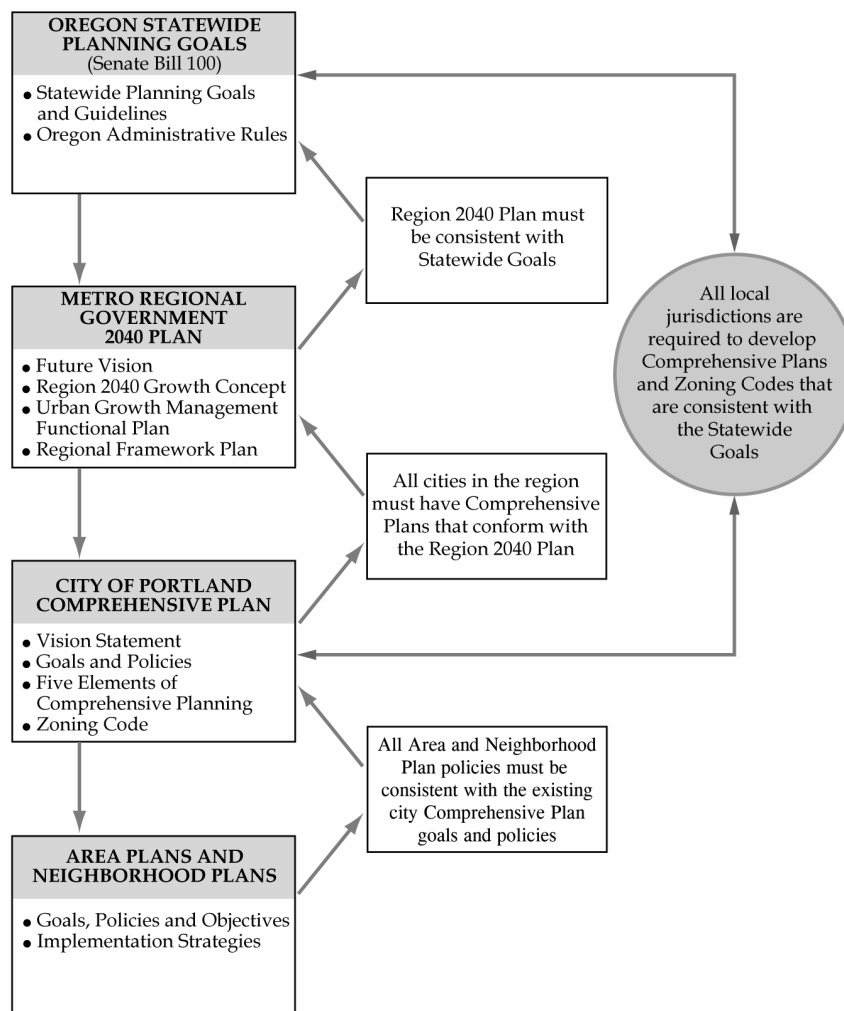 OREGON STATEWIDE
PLANNING GOALS
(Senate Bill 100)
● Statewide Planning Goals
and Guidelines
● Oregon Administrative Rules
Region 2040 Plan must
be consistent with
Statewide Goals
All local
jurisdictions are
required to develop
Comprehensive Plans
and Zoning Codes that
are consistent with
the Statewide
Goals
METRO REGIONAL
GOVERNMENT
2040 PLAN
● Future Vision
● Region 2040 Growth Concept
● Urban Growth Management
Functional Plan
● Regional Framework Plan
All cities in the region
must have Comprehensive
Plans that conform with
the Region 2040 Plan
CITY OF PORTLAND
COMPREHENSIVE PLAN
● Vision Statement
● Goals and Policies
● Five Elements of
Comprehensive Planning
● Zoning Code
All Area and Neighborhood
Plan policies must be
consistent with the existing
city Comprehensive Plan
goals and policies
AREA PLANS AND
NEIGHBORHOOD PLANS
● Goals, Policies and Objectives
● Implementation Strategies